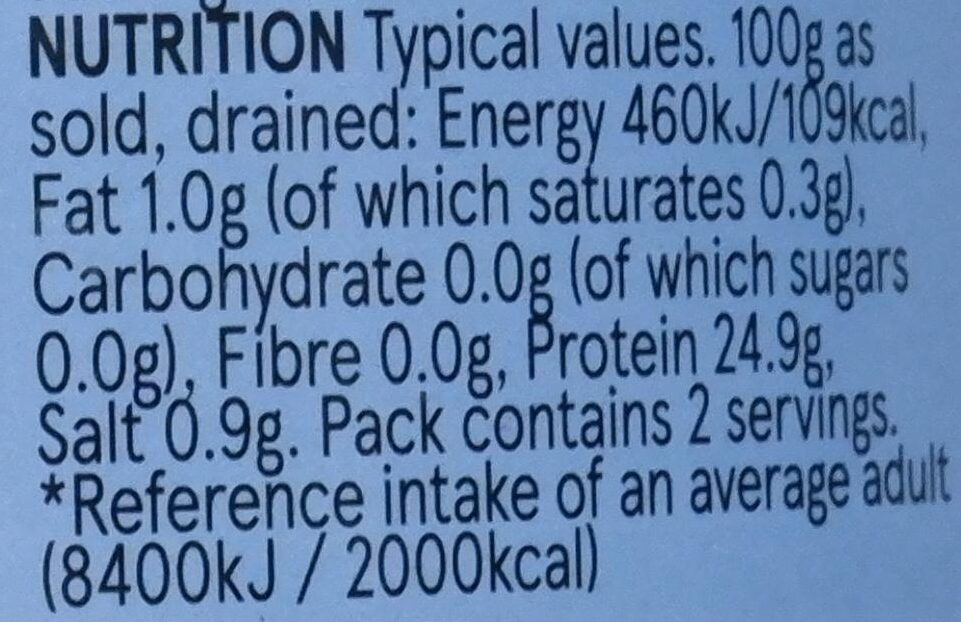 NUTRITION Typical values. 100g as
sold, drained: Energy 460kJ/109kcal,
Fat 1.0g (of which saturates 0.3g),
Carbohydrate 0.0g (of which sugars
0.0g), Fibre 0.0g, Protein 24.9g,
Salt 0.9g. Pack contains 2 servings.
*Reference intake of an average adult
(8400kJ / 2000kcal)